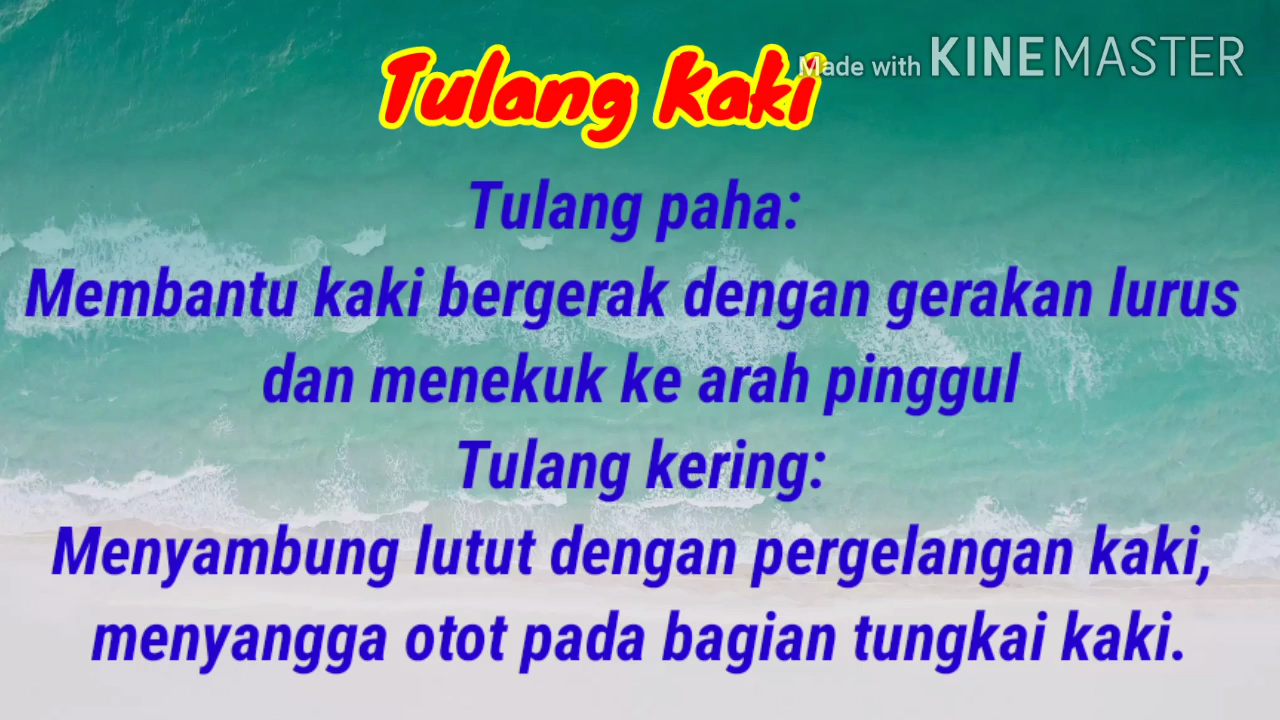 Tulang Kaki
Made with KINEMASTER
Tulang paha:
Membantu kaki bergerak dengan gerakan lurus
dan menekuk ke arah pinggul
Tulang kering:
Menyambung lutut dengan pergelangan kaki,
menyangga otot pada bagian tungkai kaki.